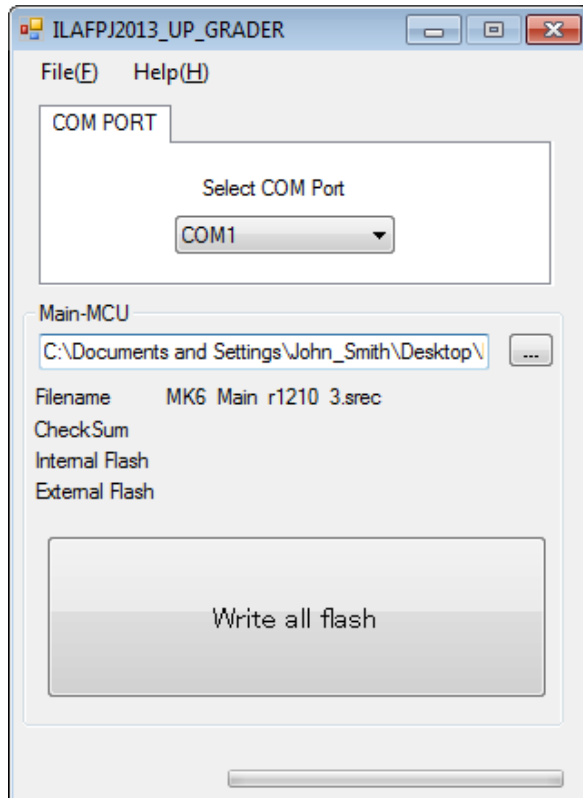 ILAFPJ2013_UP_GRADER
File(F) Help(H)
COM PORT
Select COM Port
COM1
Main-MCU
C:\Documents and Settings\John_Smith\Desktop\
...
Filename MK6 Main r1210 3.srec
CheckSum
Internal Flash
External Flash
Write all flash